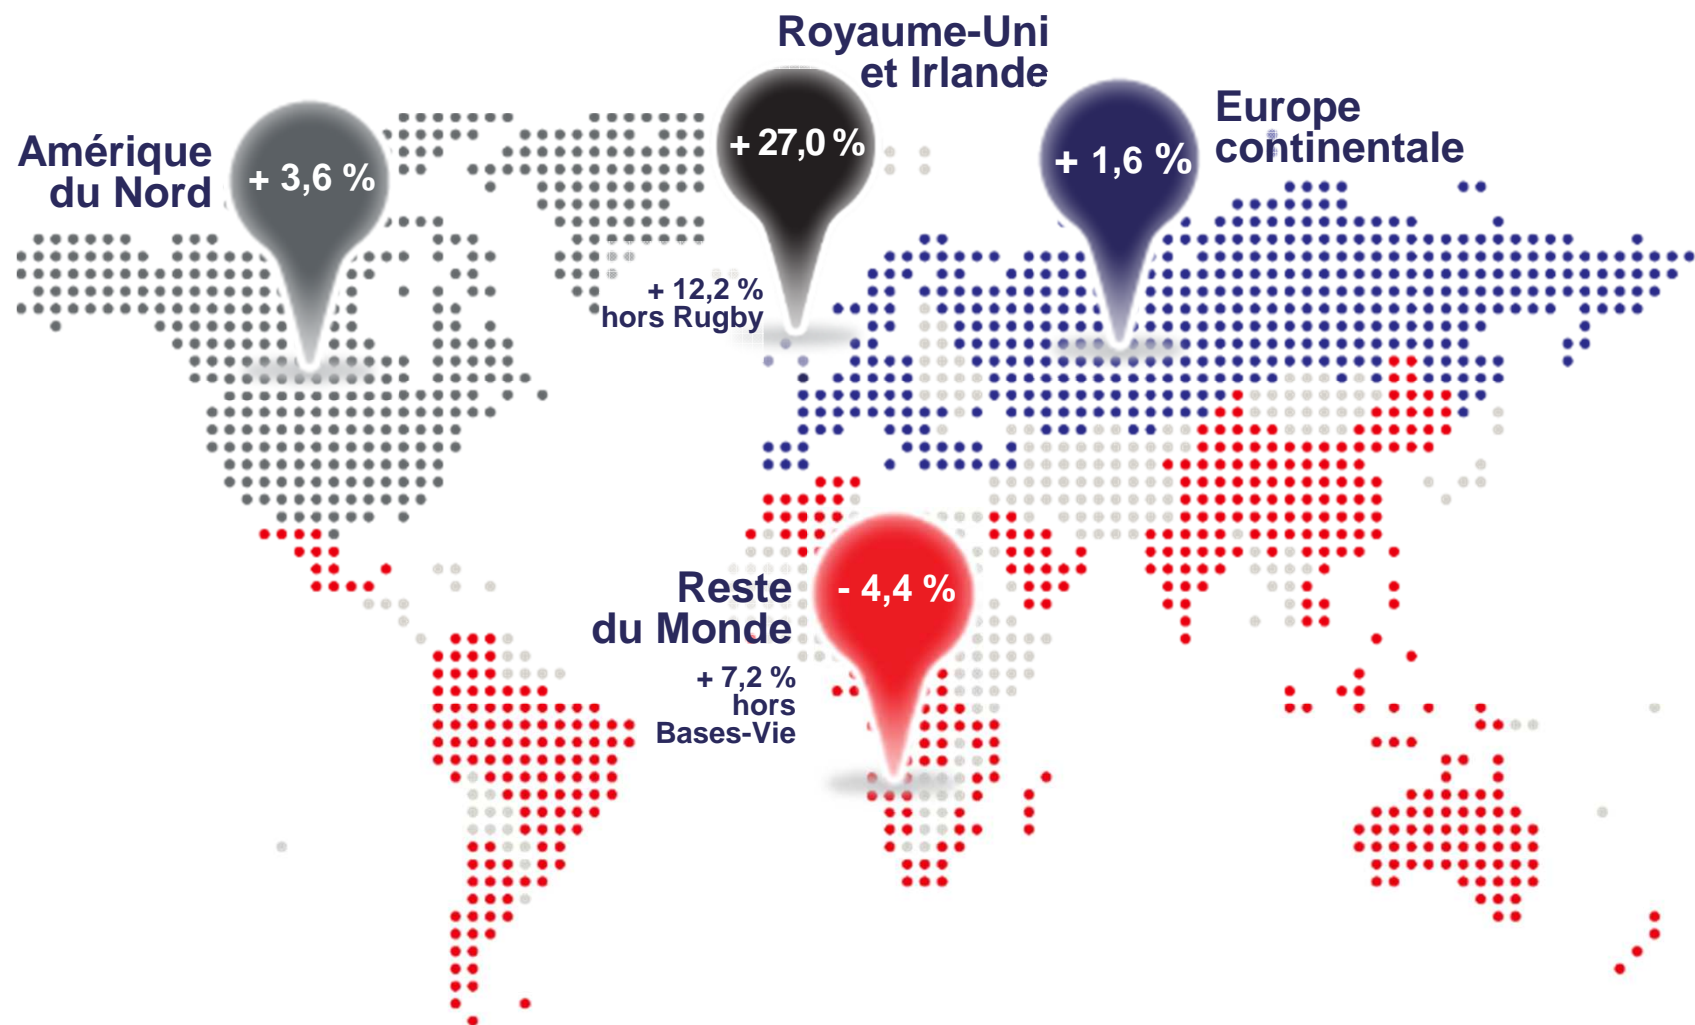 Royaume-Uni
et Irlande
+ 27,0 %
+ 12,2 %
hors Rugby
Europe
continentale
+ 1,6 %
Amérique
du Nord
+ 3,6 %
Reste
du Monde
- 4,4 %
+ 7,2 %
hors
Bases-Vie